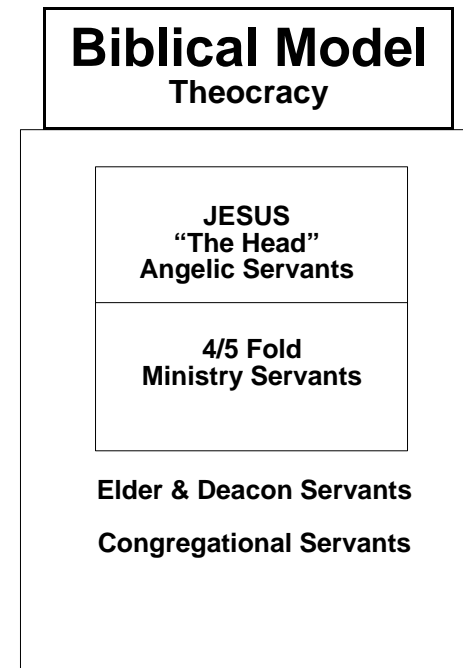 Biblical Model
Theocracy
JESUS
“The Head”
Angelic Servants
4/5 Fold
Ministry Servants
Elder & Deacon Servants
Congregational Servants